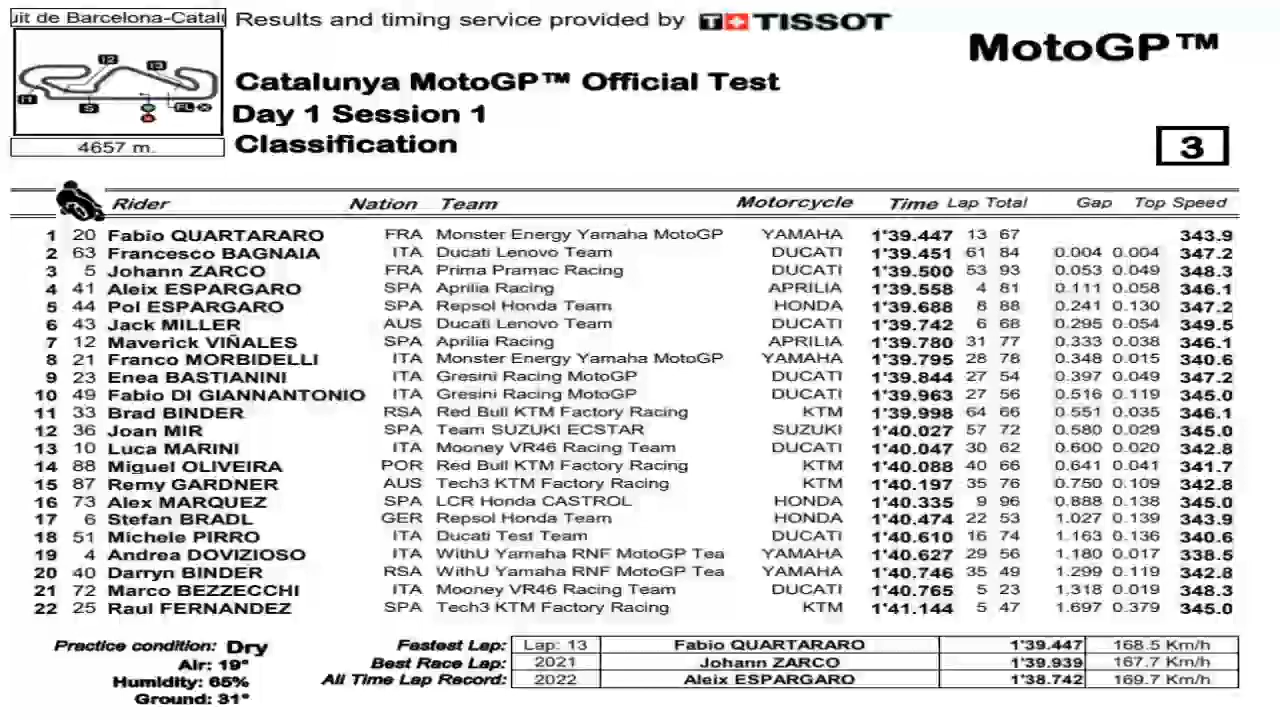 uit de Barcelona-Catalu
Results and timing service provided by TISSOT
MotoGP™
Catalunya MotoGP™ Official Test
Day 1 Session 1
Classification
4657 m.
3
Rider Nation Team Motorcycle Time Lap Total Gap Top Speed
1 20 Fabio QUARTARARO FRA Monster Energy Yamaha MotoGP YAMAHA 1'39.447 13 67 343.9
2 63 Francesco BAGNAIA ITA Ducati Lenovo Team DUCATI 1'39.451 61 84 0.004 0.004 347.2
3 5 Johann ZARCO FRA Prima Pramac Racing DUCATI 1'39.500 53 93 0.053 0.049 348.3
4 41 Aleix ESPARGARO SPA Aprilia Racing APRILIA 1'39.558 4 81 0.111 0.058 346.1
5 44 Pol ESPARGARO SPA Repsol Honda Team HONDA 1'39.688 8 88 0.241 0.130 347.2
6 43 Jack MILLER AUS Ducati Lenovo Team DUCATI 1'39.742 6 68 0.295 0.054 349.5
7 12 Maverick VIÑALES SPA Aprilia Racing APRILIA 1'39.780 31 77 0.333 0.038 346.1
8 21 Franco MORBIDELLI ITA Monster Energy Yamaha MotoGP YAMAHA 1'39.795 28 78 0.348 0.015 340.6
9 23 Enea BASTIANINI ITA Gresini Racing MotoGP DUCATI 1'39.844 27 54 0.397 0.049 347.2
10 49 Fabio DI GIANNANTONIO ITA Gresini Racing MotoGP DUCATI 1'39.963 27 56 0.516 0.119 345.0
11 33 Brad BINDER RSA Red Bull KTM Factory Racing KTM 1'39.998 64 66 0.551 0.035 346.1
12 36 Joan MIR SPA Team SUZUKI ECSTAR SUZUKI 1'40.027 57 72 0.580 0.029 345.0
13 10 Luca MARINI ITA Mooney VR46 Racing Team DUCATI 1'40.047 30 62 0.600 0.020 342.8
14 88 Miguel OLIVEIRA POR Red Bull KTM Factory Racing KTM 1'40.088 40 66 0.641 0.041 341.7
15 87 Remy GARDNER AUS Tech3 KTM Factory Racing KTM 1'40.197 35 76 0.750 0.109 342.8
16 73 Alex MARQUEZ SPA LCR Honda CASTROL HONDA 1'40.335 9 96 0.888 0.138 345.0
17 6 Stefan BRADL GER Repsol Honda Team HONDA 1'40.474 22 53 1.027 0.139 343.9
18 51 Michele PIRRO ITA Ducati Test Team DUCATI 1'40.610 16 74 1.163 0.136 340.6
19 4 Andrea DOVIZIOSO ITA WithU Yamaha RNF MotoGP Tea YAMAHA 1'40.627 29 56 1.180 0.017 338.5
20 40 Darryn BINDER RSA WithU Yamaha RNF MotoGP Tea YAMAHA 1'40.746 35 49 1.299 0.119 342.8
21 72 Marco BEZZECCHI ITA Mooney VR46 Racing Team DUCATI 1'40.765 5 23 1.318 0.019 348.3
22 25 Raul FERNANDEZ SPA Tech3 KTM Factory Racing KTM 1'41.144 5 47 1.697 0.379 345.0
Practice condition: Dry Fastest Lap: Lap: 13 Fabio QUARTARARO 1'39.447 168.5 Km/h
Air: 19° Best Race Lap: 2021 Johann ZARCO 1'39.939 167.7 Km/h
Humidity: 65% All Time Lap Record: 2022 Aleix ESPARGARO 1'38.742 169.7 Km/h
Ground: 31°